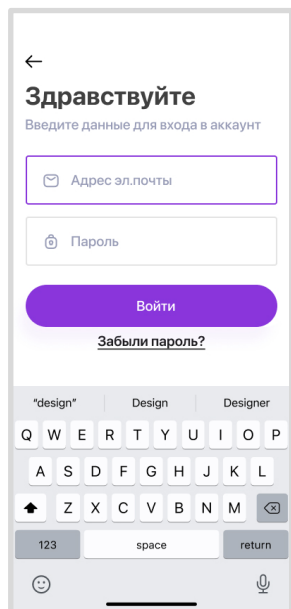 Здравствуйте
Введите данные для входа в аккаунт
Адрес эл.почты
Пароль
Войти
Забыли пароль?
"design" Design Designer
Q W E R T Y U I O P
A S D F G H J K L
Z X C V B N M
123 space return